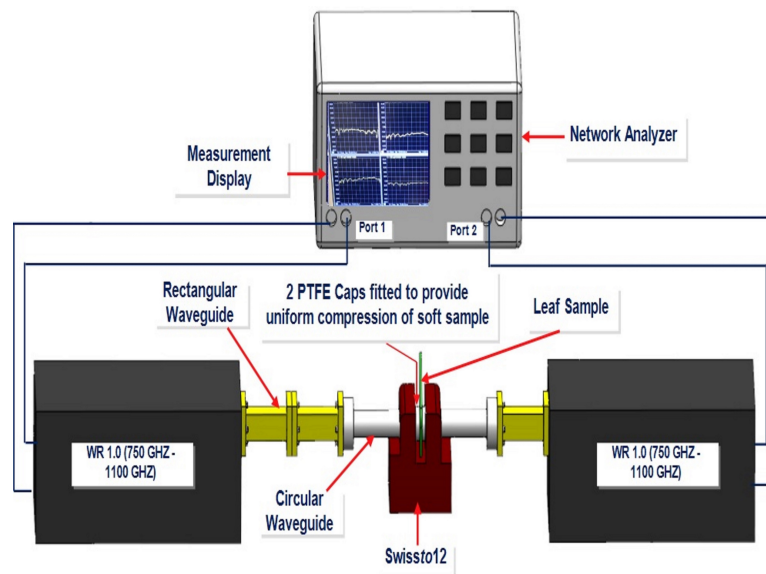 Measurement
Display
Network Analyzer
Port 1
Port 2
Rectangular
Waveguide
2 PTFE Caps fitted to provide
uniform compression of soft sample
Leaf Sample
WR 1.0 (750 GHZ -
1100 GHZ)
WR 1.0 (750 GHZ -
1100 GHZ)
Circular
Waveguide
Swissto12